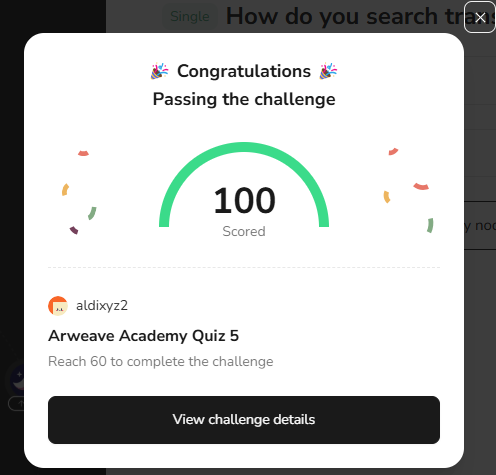 Single How do you search trans
Congratulations
Passing the challenge
100
Scored
y noc
aldixyz2
Arweave Academy Quiz 5
Reach 60 to complete the challenge
View challenge details